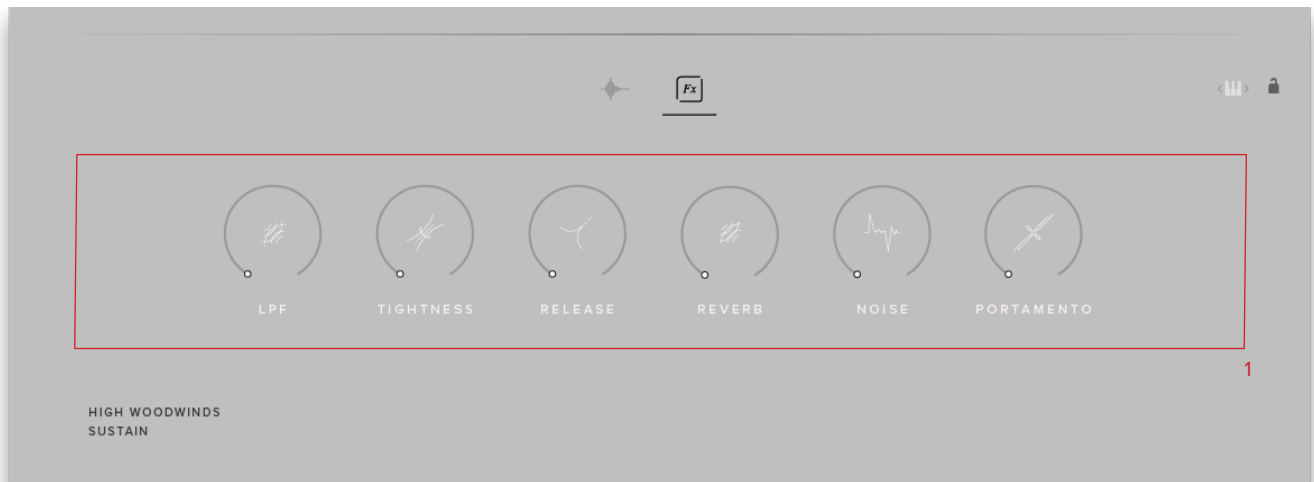 Fx
LPF TIGHTNESS RELEASE REVERB NOISE PORTAMENTO
1
HIGH WOODWINDS
SUSTAIN